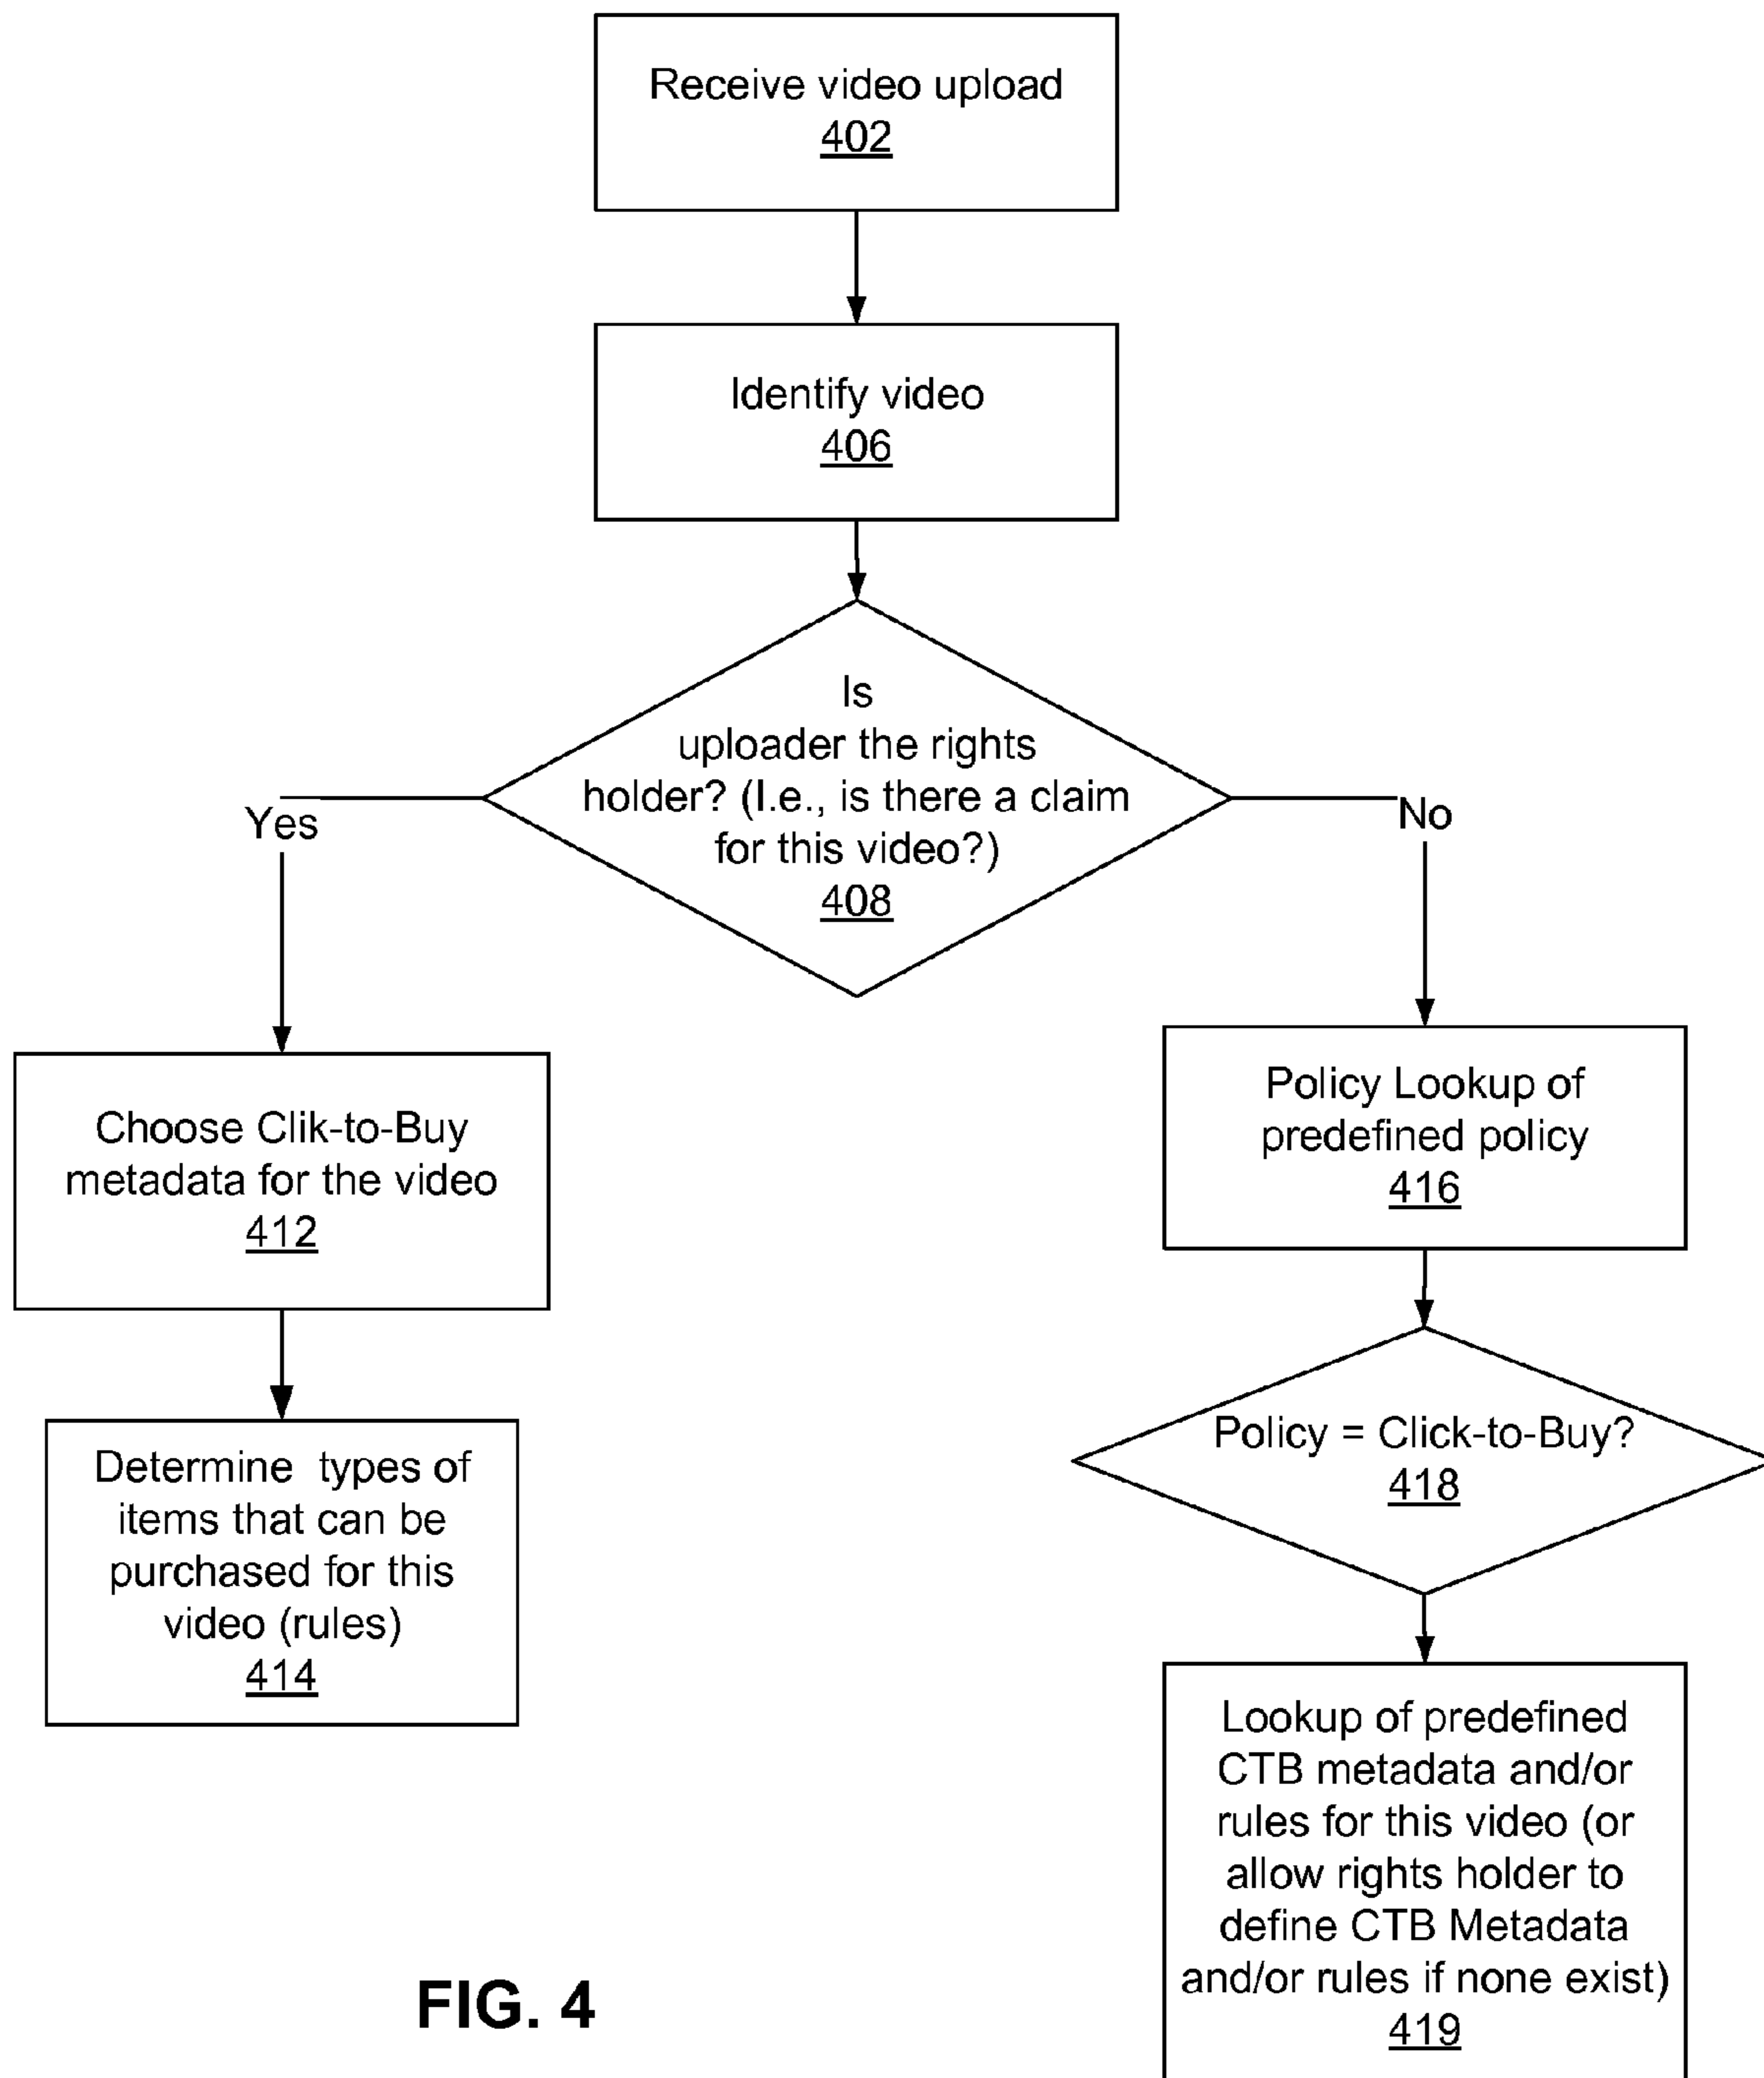 Receive video upload
402
Identify video
406
Is
uploader the rights
holder? (I.e., is there a claim
for this video?)
408
Yes
No
Choose Clik-to-Buy
metadata for the video
412
Determine types of
items that can be
purchased for this
video (rules)
414
Policy Lookup of
predefined policy
416
Policy = Click-to-Buy?
418
Lookup of predefined
CTB metadata and/or
rules for this video (or
allow rights holder to
define CTB Metadata
and/or rules if none exist)
419
FIG. 4